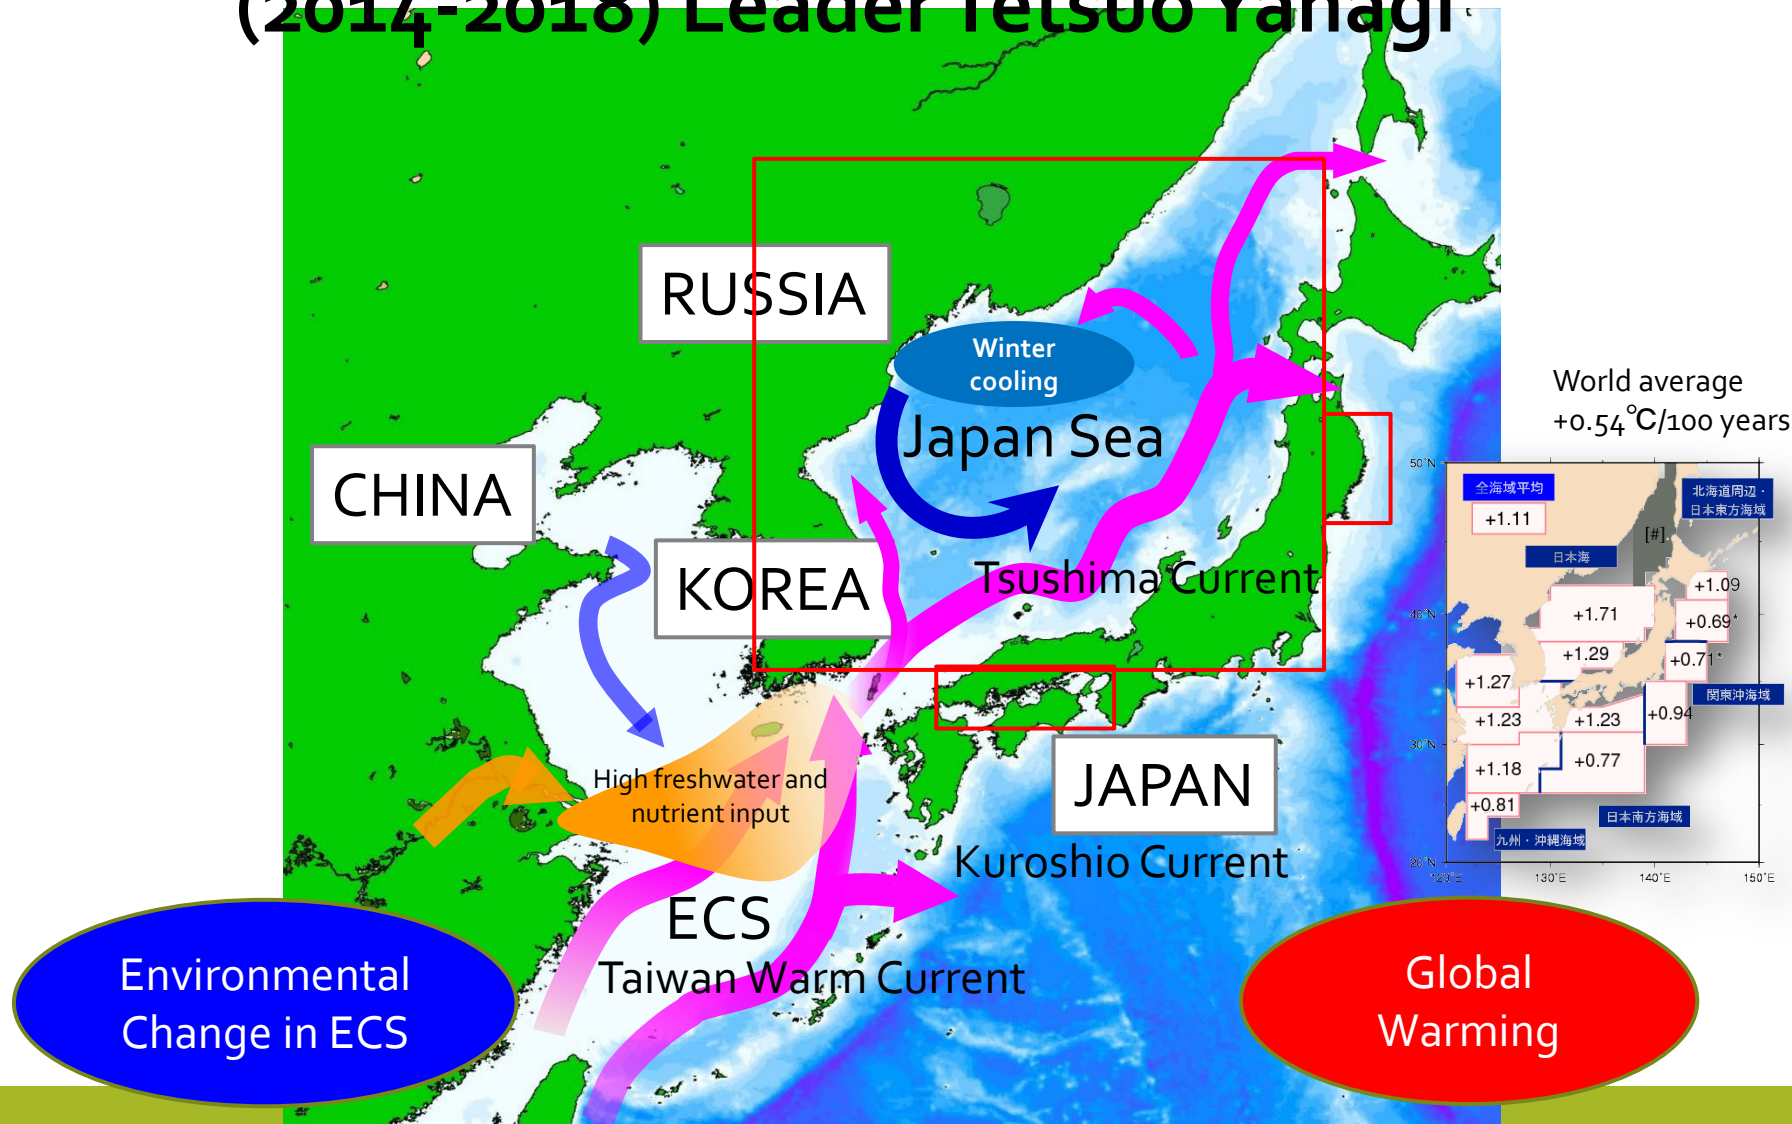 (2014-2018) Leader Tetsuo Yanagi
RUSSIA
Winter
cooling
Japan Sea
World average
+0.54℃/100 years
CHINA
KOREA
Tsushima Current
High freshwater and
nutrient input
JAPAN
Kuroshio Current
ECS
Taiwan Warm Current
Environmental
Change in ECS
Global
Warming
50°N
40°N
30°N
20°N
120°E
130°E
140°E
150°E
全海域平均
+1.11
北海道周辺・
日本東方海域
[#]
日本海
+1.09
+1.71
+0.69*
+1.29
+0.71*
+1.27
関東沖海域
+1.23
+1.23
+0.94
+1.18
+0.77
+0.81
日本南方海域
九州・沖縄海域